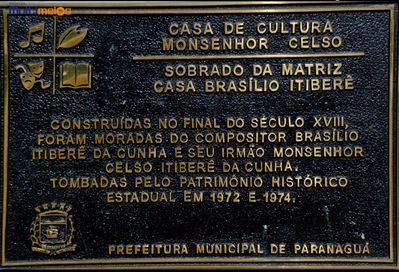 CASA DE CULTURA
MONSENHOR CELSO
SOBRADO DA MATRIZ
CASA BRASÍLIO ITIBERÊ
CONSTRUÍDAS NO FINAL DO SÉCULO XVIII,
FORAM MORADAS DO COMPOSITOR BRASÍLIO
ITIBERÊ DA CUNHA E SEU IRMÃO MONSENHOR
CELSO ITIBERÊ DA CUNHA.
TOMBADAS PELO PATRIMÔNIO HISTÓRICO
ESTADUAL EM 1972 E 1974.
PREFEITURA MUNICIPAL DE PARANAGUÁ